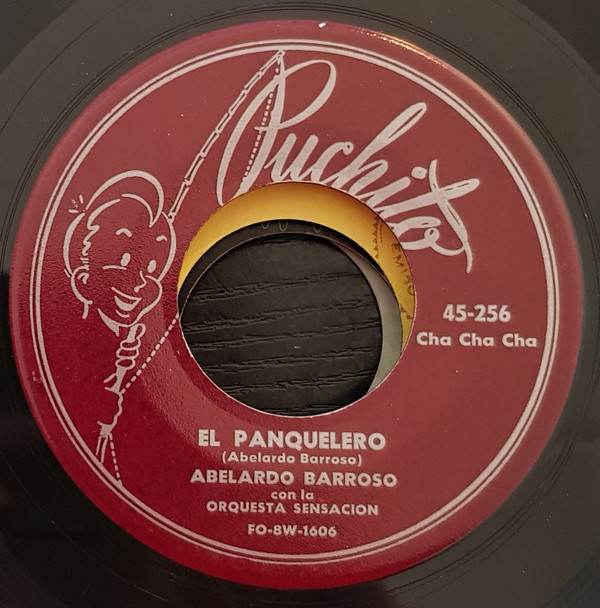 Puchito
45-256
Cha Cha Cha
EL PANQUELERO
(Abelardo Barroso)
ABELARDO BARROSO
con la
ORQUESTA SENSACION
FO-8W-1606